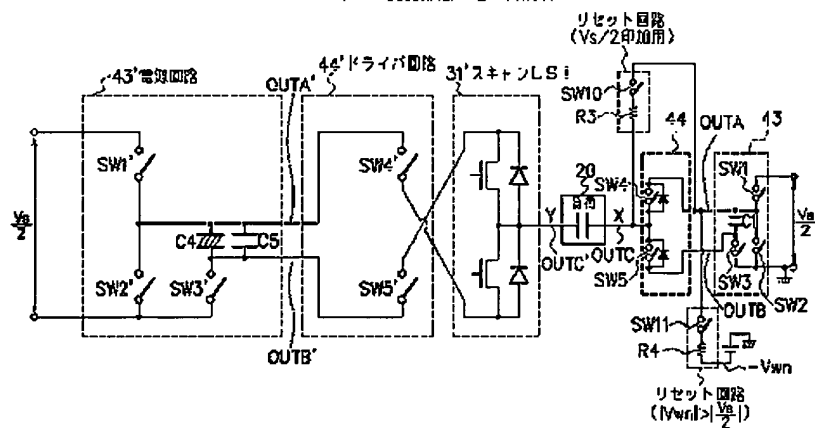 リセット回路
(Vs/2印加用)
43'電源回路
OUTA'
44'ドライバ回路
31'スキャンLSi
SW10
R3
44
OUTA
43
SW1'
SW4'
20
負荷
SW4
SW1
Vs
2
C4
C5
Y
X
C1
Vs
2
OUTC'
OUTC
SW2'
SW3'
SW5'
SW5
SW3
SW2
OUTB
OUTB'
SW11
R4
-Vwn
リセット回路
(|Vwn|>|Vs/2|)